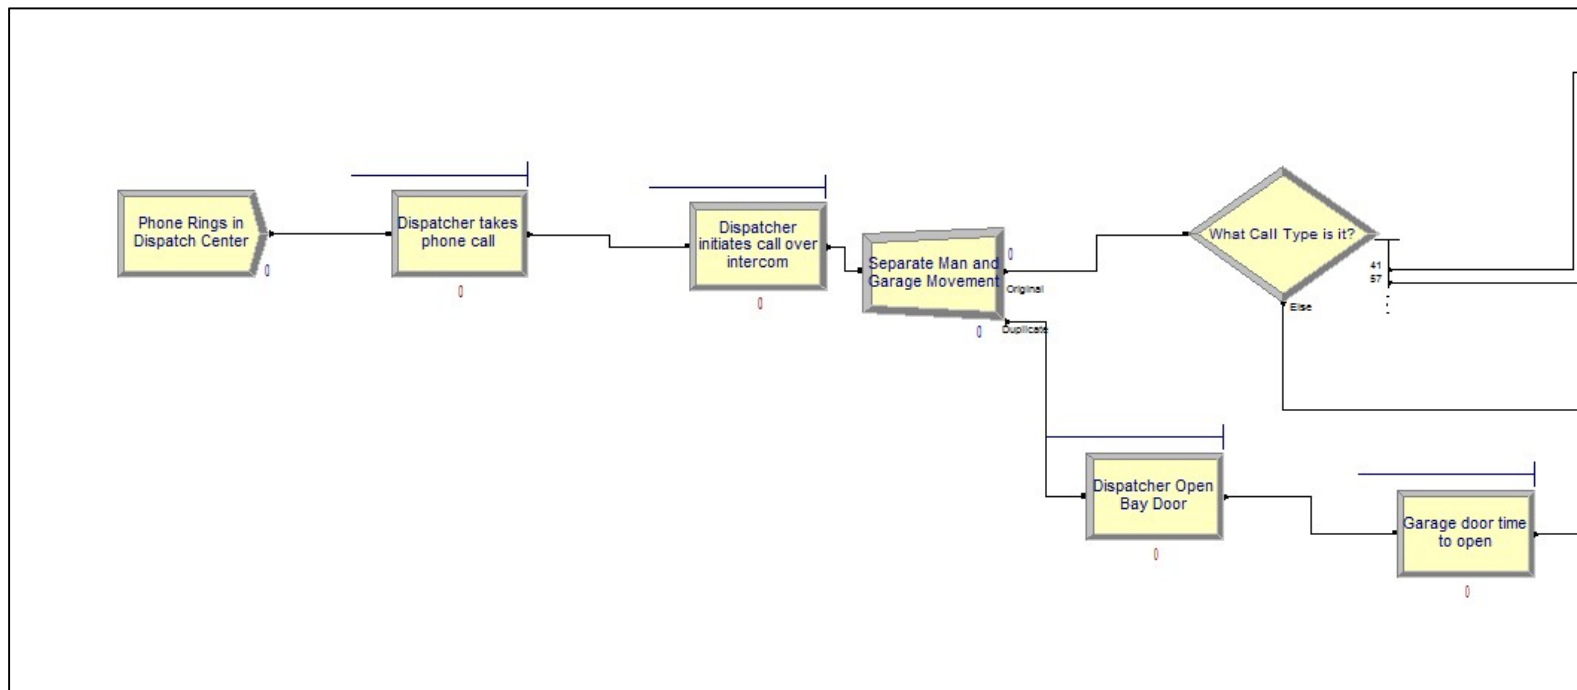 Phone Rings in
Dispatch Center
0
Dispatcher takes
phone call
0
Dispatcher
initiates call over
intercom
0
Separate Man and
Garage Movement
0
Original
0
Duplicate
What Call Type is it?
41
57
Else
Dispatcher Open
Bay Door
0
Garage door time
to open
0